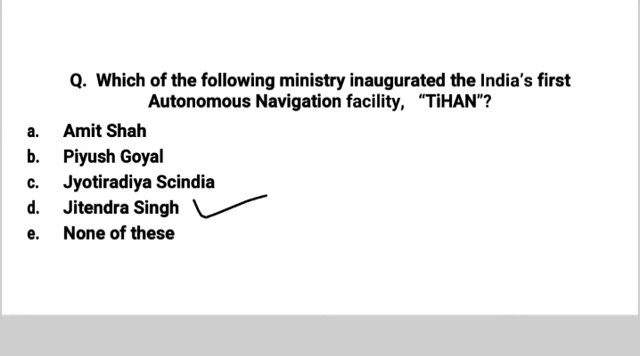 Q. Which of the following ministry inaugurated the India's first
Autonomous Navigation facility, “TiHAN”?
a. Amit Shah
b. Piyush Goyal
c. Jyotiradiya Scindia
d. Jitendra Singh
e. None of these